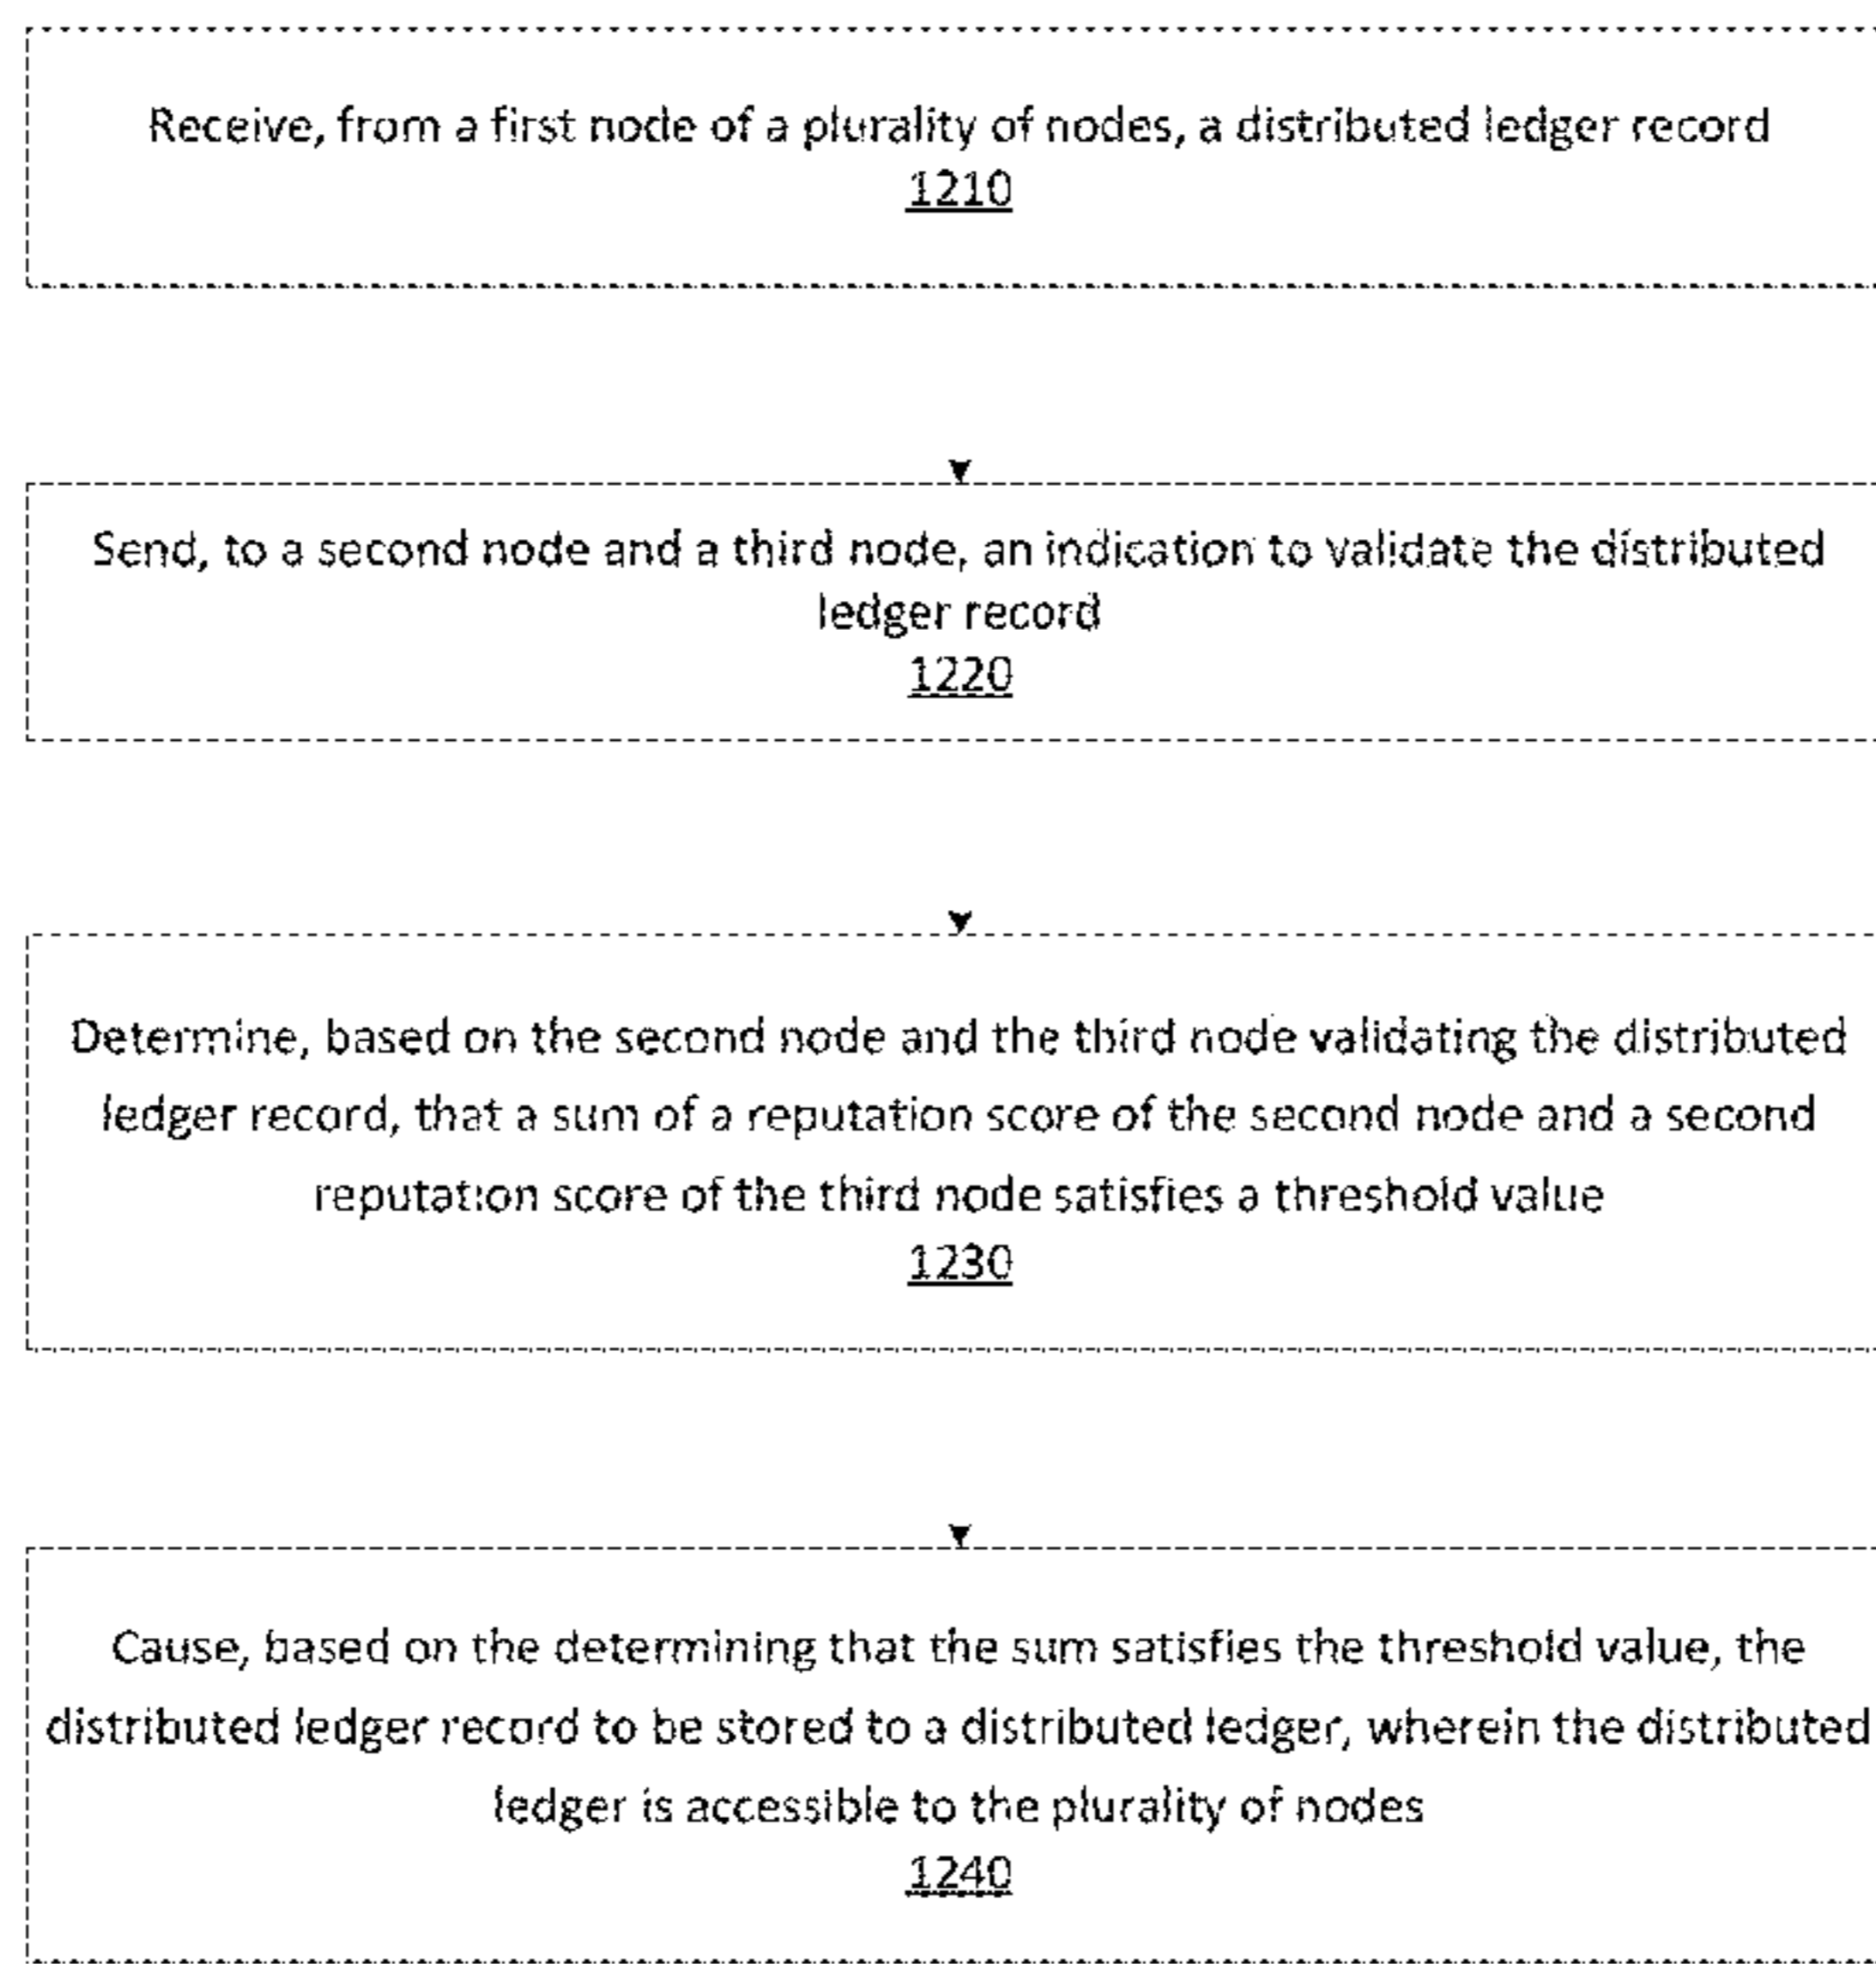 Receive, from a first node of a plurality of nodes, a distributed ledger record
1210
Send, to a second node and a third node, an indication to validate the distributed
ledger record
1220
Determine, based on the second node and the third node validating the distributed
ledger record, that a sum of a reputation score of the second node and a second
reputation score of the third node satisfies a threshold value
1230
Cause, based on the determining that the sum satisfies the threshold value, the
distributed ledger record to be stored to a distributed ledger, wherein the distributed
ledger is accessible to the plurality of nodes
1240